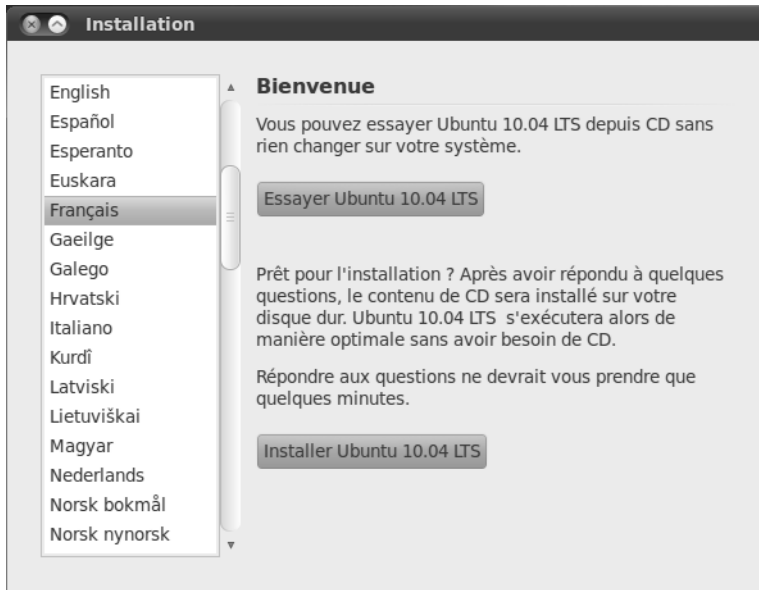 Installation
English
Español
Esperanto
Euskara
Français
Gaeilge
Galego
Hrvatski
Italiano
Kurdî
Latviski
Lietuviškai
Magyar
Nederlands
Norsk bokmål
Norsk nynorsk
Bienvenue
Vous pouvez essayer Ubuntu 10.04 LTS depuis CD sans
rien changer sur votre système.
Essayer Ubuntu 10.04 LTS
Prêt pour l'installation ? Après avoir répondu à quelques
questions, le contenu de CD sera installé sur votre
disque dur. Ubuntu 10.04 LTS  s'exécutera alors de
manière optimale sans avoir besoin de CD.
Répondre aux questions ne devrait vous prendre que
quelques minutes.
Installer Ubuntu 10.04 LTS